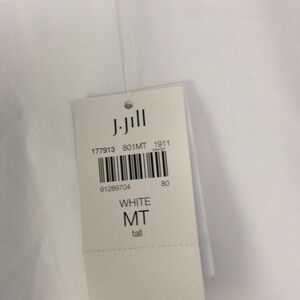 J.Jill
177913 801MT 1911
91289704 80
WHITE
MT
tall